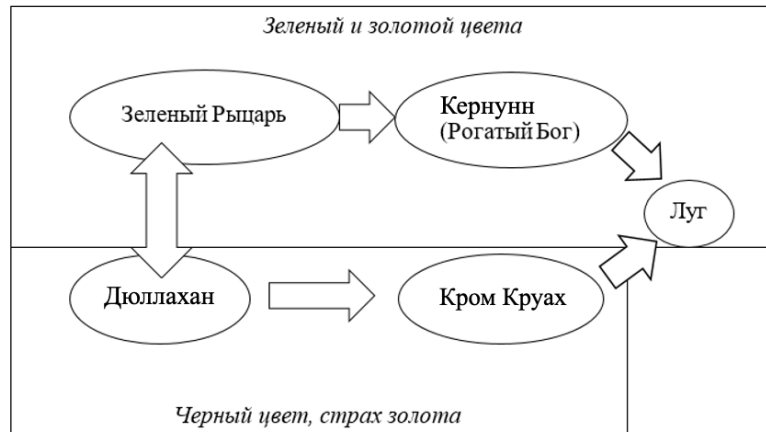 Зеленый и золотой цвета
Зеленый Рыцарь
Кернунн
(Рогатый Бог)
Луг
Дюллахан
Кром Круах
Черный цвет, страх золота